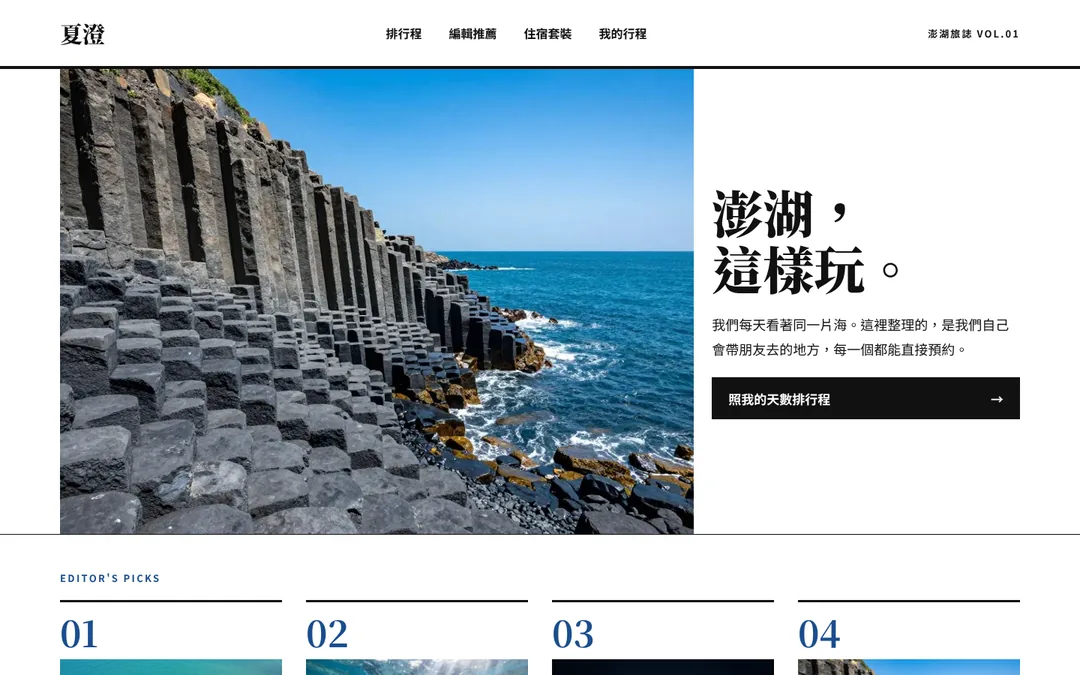 夏澄
排行程
編輯推薦
住宿套裝
我的行程
澎湖旅誌 VOL.01
澎湖，
這樣玩。
我們每天看著同一片海。這裡整理的，是我們自己
會帶朋友去的地方，每一個都能直接預約。
照我的天數排行程 →
EDITOR'S PICKS
01
02
03
04